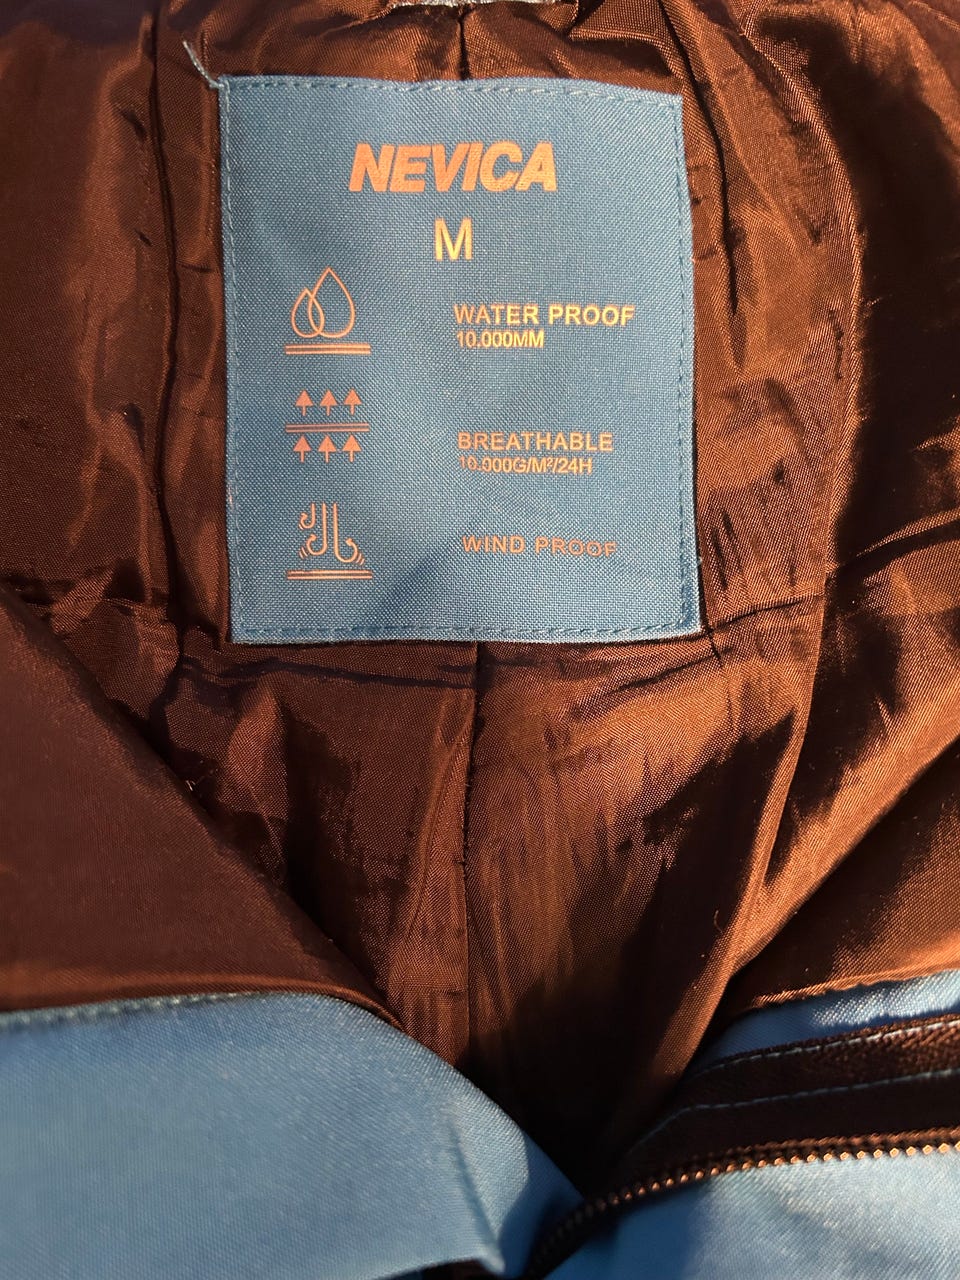 NEVICA
M
WATER PROOF
10.000MM
BREATHABLE
10.000G/M²/24H
WIND PROOF